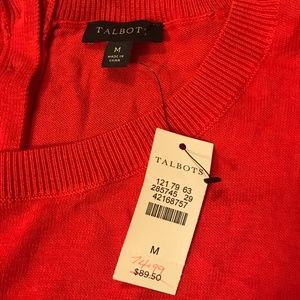 TALBOTS
M
MADE IN
CHINA
TALBOTS
121 79 63
285745 29
42168757
M
$89.50